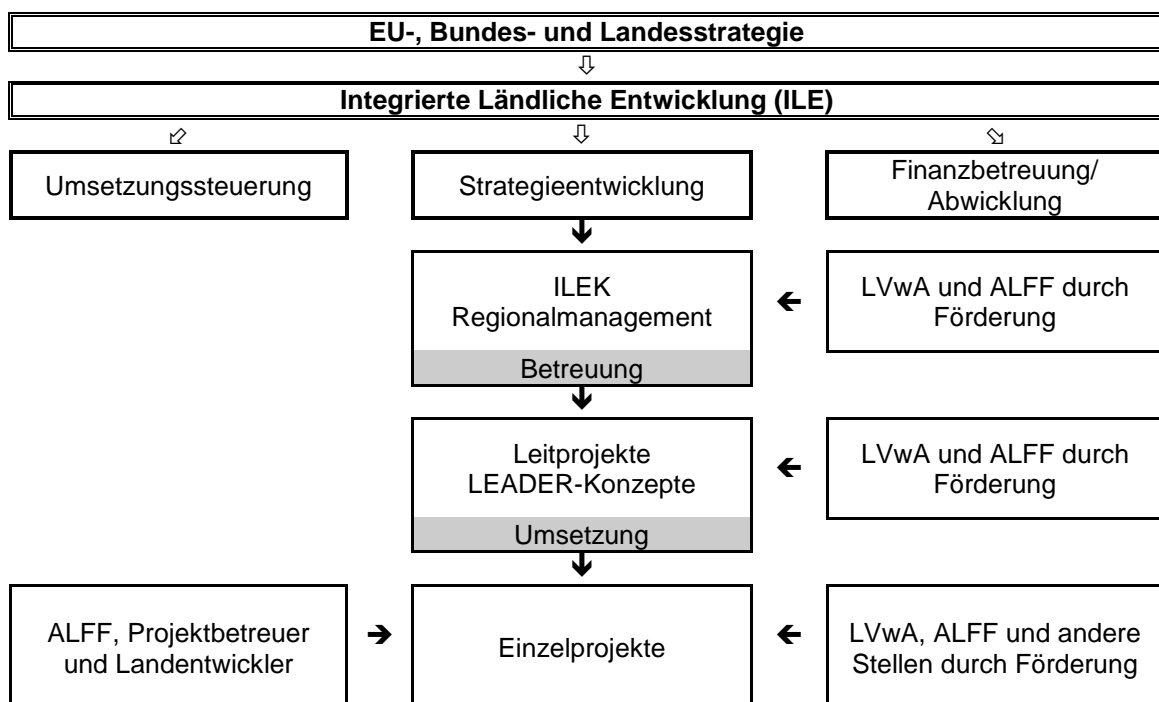 EU-, Bundes- und Landesstrategie
Integrierte Ländliche Entwicklung (ILE)
Umsetzungssteuerung
Strategieentwicklung
Finanzbetreuung/
Abwicklung
ILEK
Regionalmanagement
Betreuung
LVwA und ALFF durch
Förderung
Leitprojekte
LEADER-Konzepte
Umsetzung
LVwA und ALFF durch
Förderung
ALFF, Projektbetreuer
und Landentwickler
Einzelprojekte
LVwA, ALFF und andere
Stellen durch Förderung